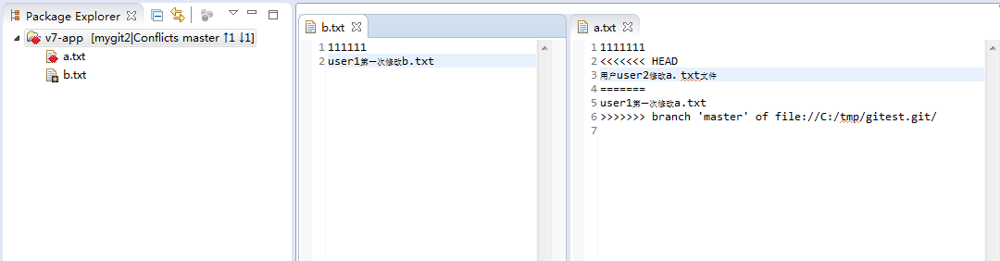 Package Explorer
v7-app [mygit2|Conflicts master ↑1 ↓1]
a.txt
b.txt
b.txt
1 111111
2 user1第一次修改b.txt
a.txt
1 1111111
2 <<<<<<< HEAD
3 用户user2修改a. txt文件
4 =======
5 user1第一次修改a.txt
6 >>>>>>> branch 'master' of file://C:/tmp/gitest.git/
7